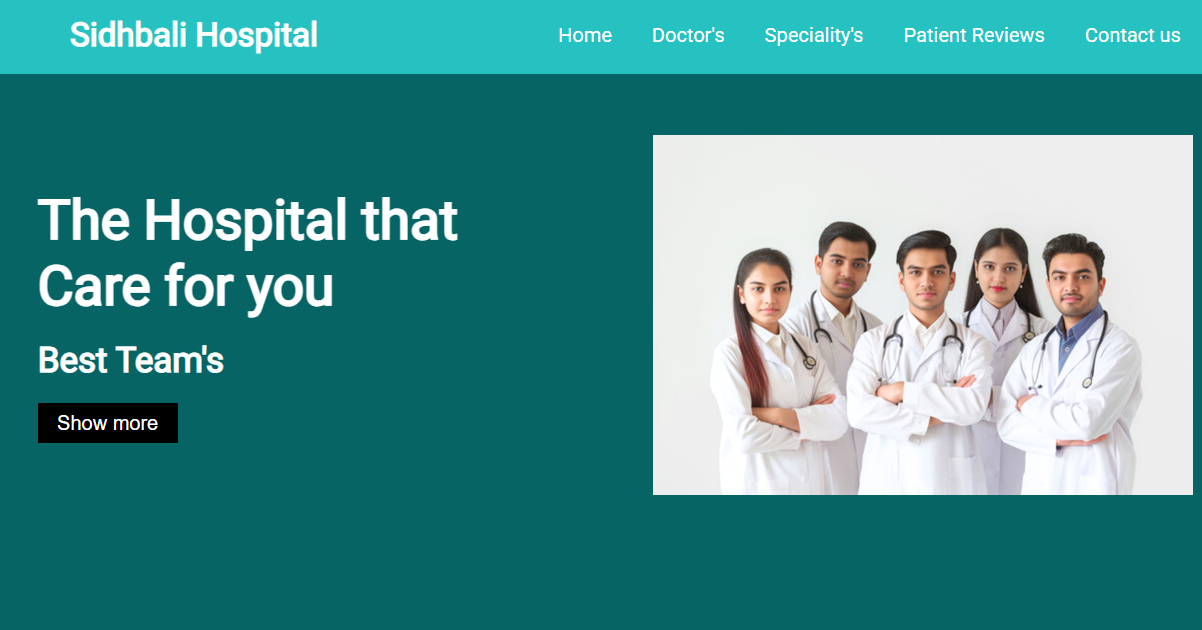 Sidhbali Hospital
Home Doctor's Speciality's Patient Reviews Contact us
The Hospital that
Care for you
Best Team's
Show more